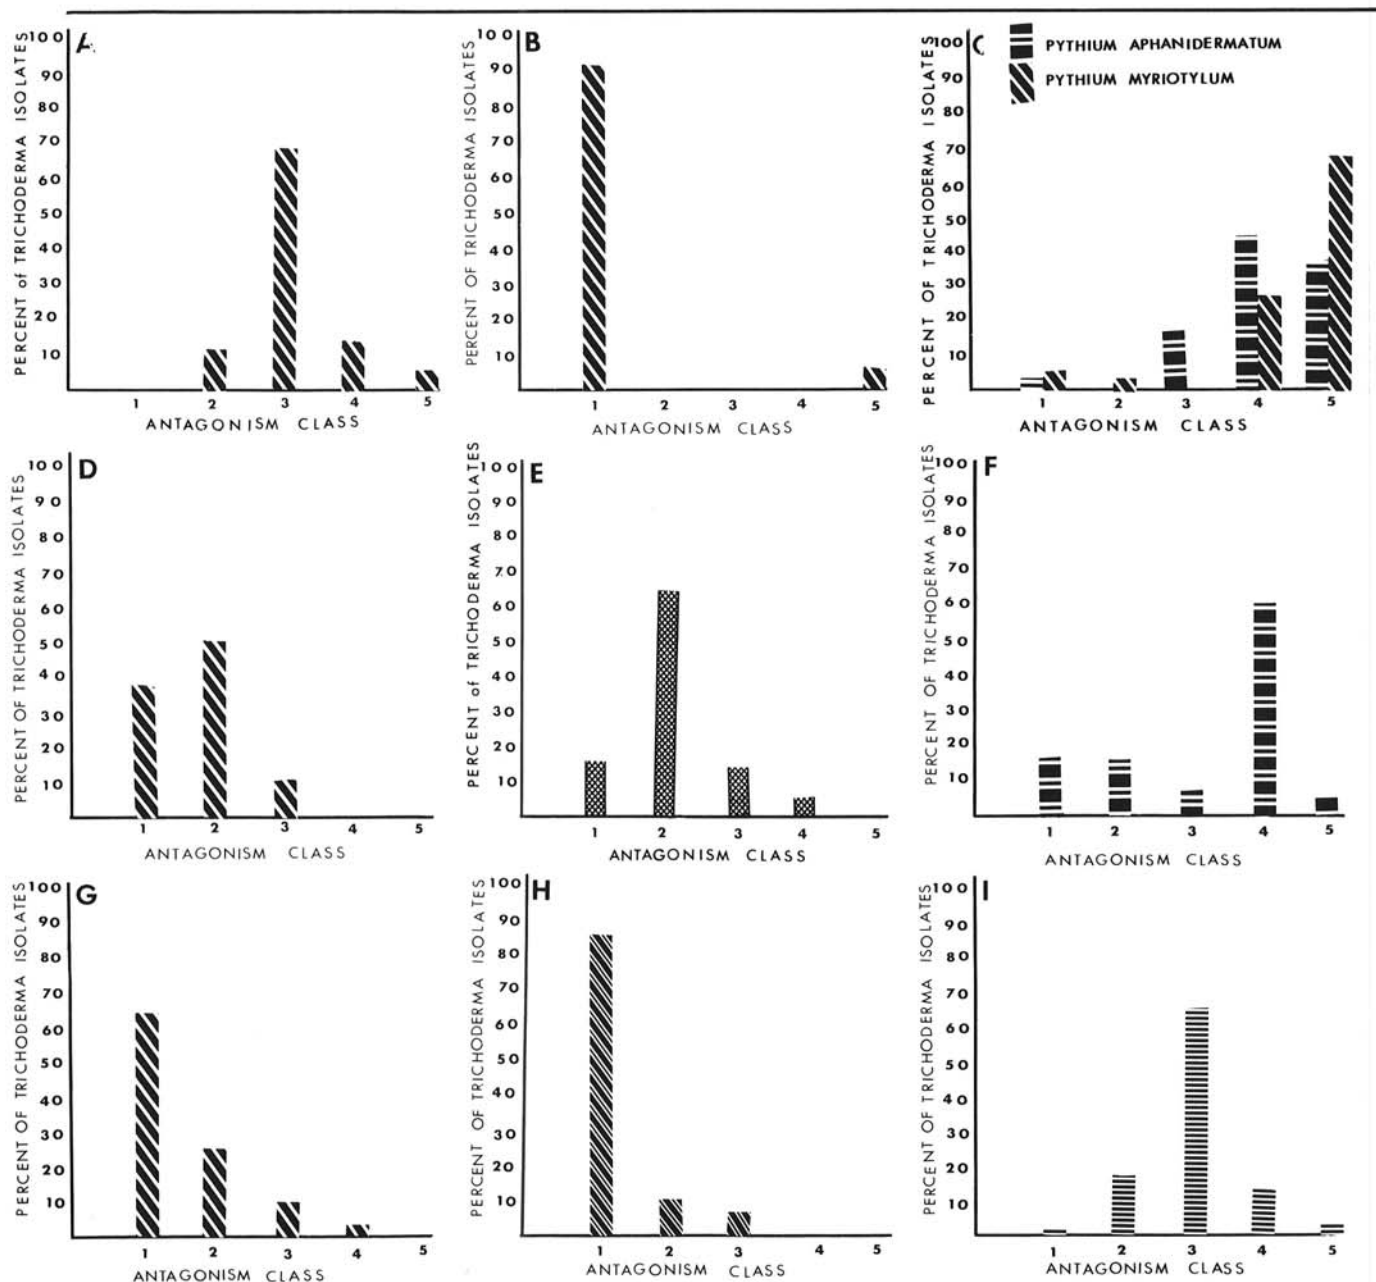 A
PERCENT of TRICHODERMA ISOLATES
100
90
80
70
60
50
40
30
20
10
1 2 3 4 5
ANTAGONISM CLASS
B
PERCENT OF TRICHODERMA ISOLATES
100
90
80
70
60
50
40
30
20
10
1 2 3 4 5
ANTAGONISM CLASS
C
PYTHIUM APHANIDERMATUM
PYTHIUM MYRIOTYLUM
PERCENT OF TRICHODERMA ISOLATES
100
90
80
70
60
50
40
30
20
10
1 2 3 4 5
ANTAGONISM CLASS
D
PERCENT OF TRICHODERMA ISOLATES
100
90
80
70
60
50
40
30
20
10
1 2 3 4 5
ANTAGONISM CLASS
E
PERCENT of TRICHODERMA ISOLATES
100
90
80
70
60
50
40
30
20
10
1 2 3 4 5
ANTAGONISM CLASS
F
PERCENT OF TRICHODERMA ISOLATES
100
90
80
70
60
50
40
30
20
10
1 2 3 4 5
ANTAGONISM CLASS
G
PERCENT OF TRICHODERMA ISOLATES
100
90
80
70
60
50
40
30
20
10
1 2 3 4 5
ANTAGONISM CLASS
H
PERCENT OF TRICHODERMA ISOLATES
100
90
80
70
60
50
40
30
20
10
1 2 3 4 5
ANTAGONISM CLASS
I
PERCENT OF TRICHODERMA ISOLATES
100
90
80
70
60
50
40
30
20
10
1 2 3 4 5
ANTAGONISM CLASS